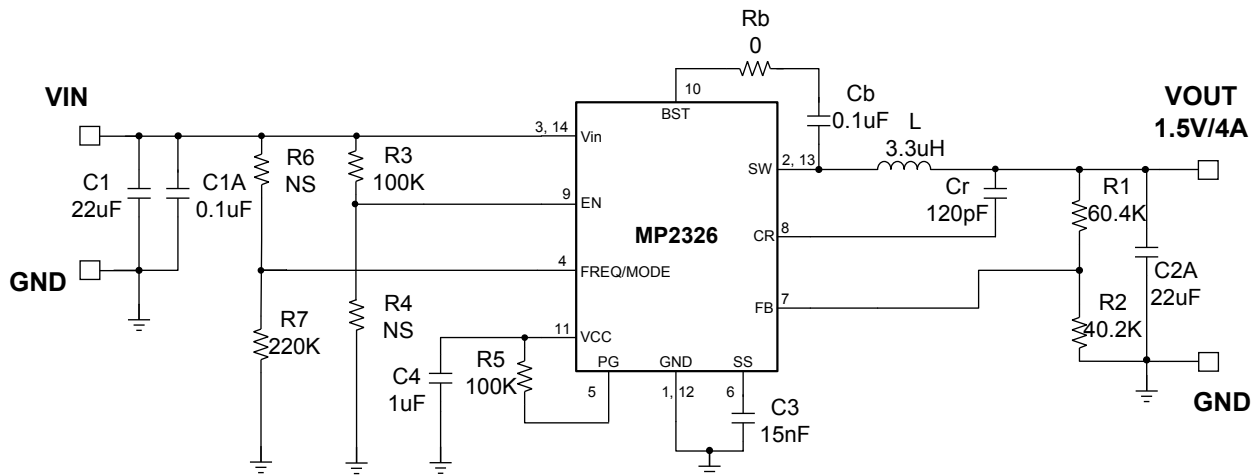 Rb
0
10
BST
VIN
3, 14
Vin
Cb
0.1uF
L
3.3uH
VOUT
1.5V/4A
R6
NS
R3
100K
SW
2, 13
C1
22uF
C1A
0.1uF
9
EN
Cr
120pF
R1
60.4K
MP2326
CR
8
GND
4
FREQ/MODE
C2A
22uF
R7
220K
R4
NS
FB
7
R2
40.2K
11
VCC
R5
100K
PG
GND
SS
C4
1uF
5
1, 12
6
C3
15nF
GND